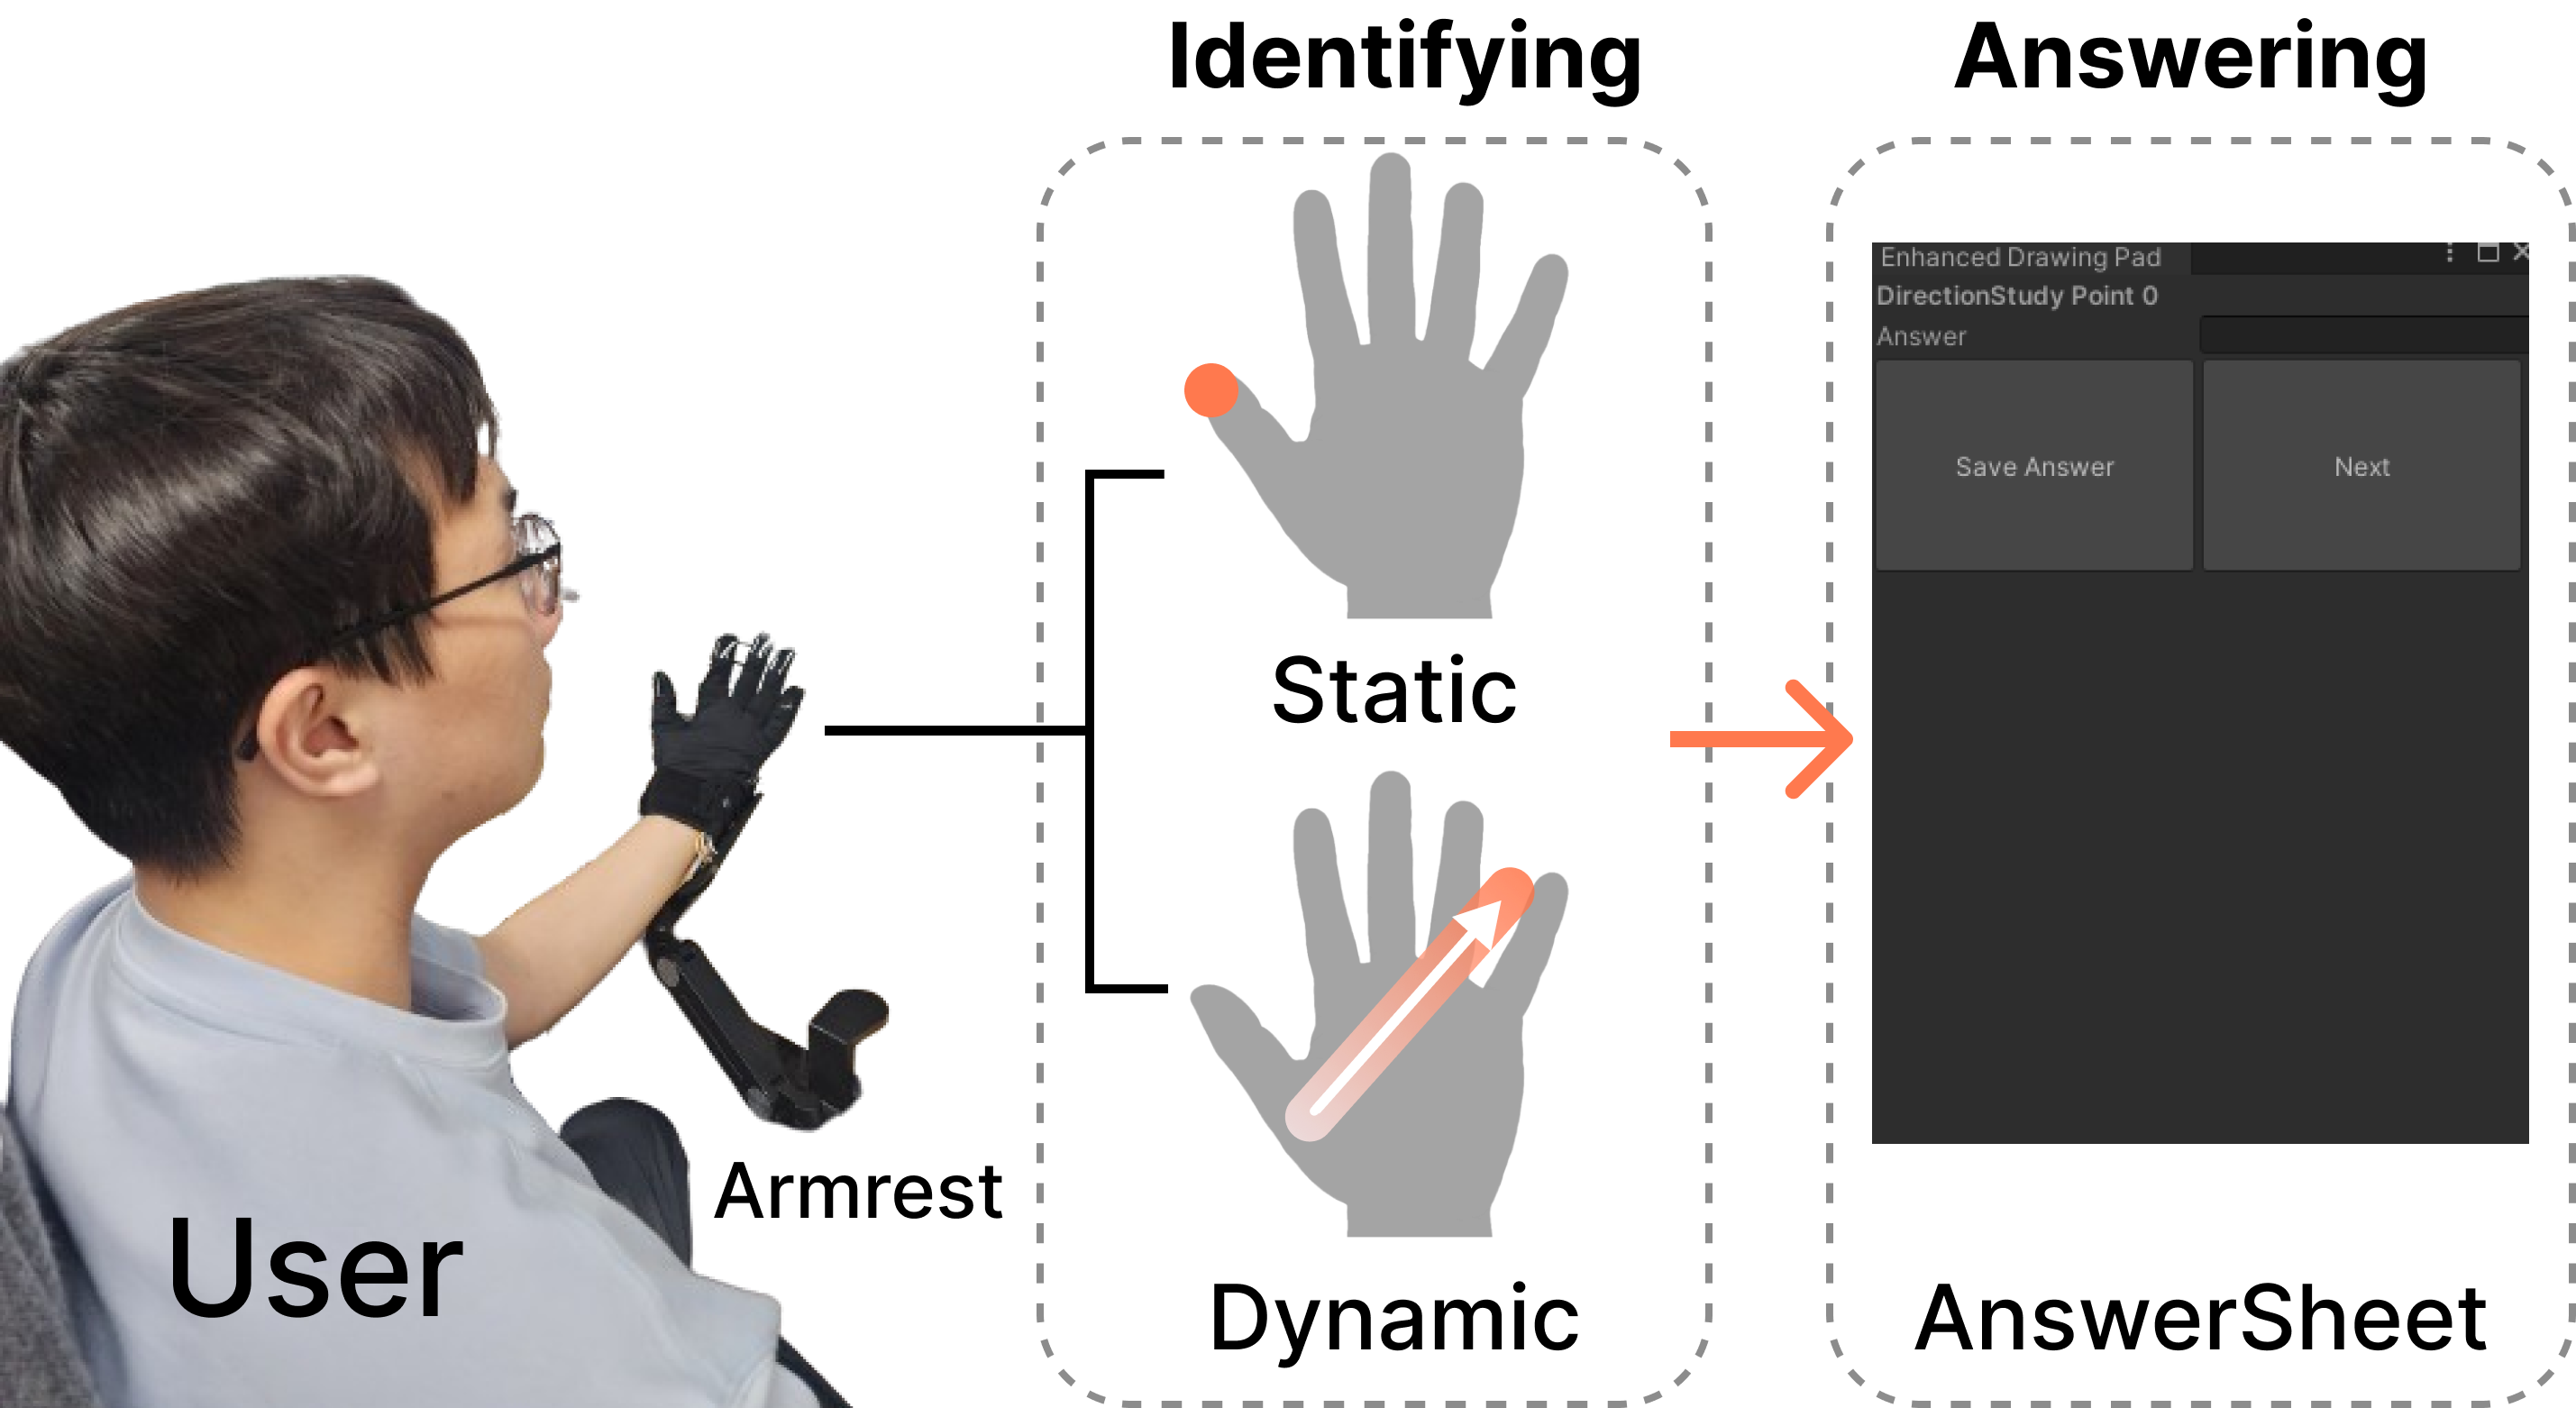 Identifying
Answering
Enhanced Drawing Pad
DirectionStudy Point 0
Answer
Save Answer
Next
Static
Armrest
User
Dynamic
AnswerSheet